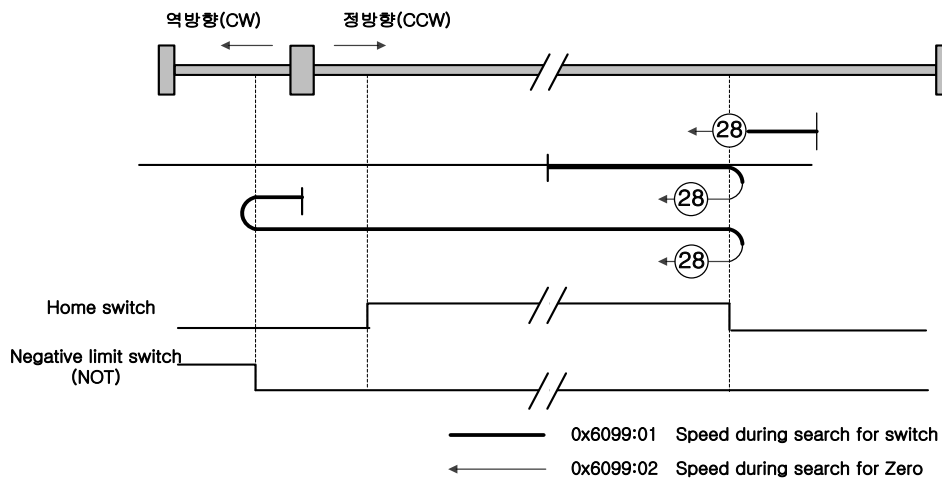 역방향(CW)
정방향(CCW)
28
28
28
Home switch
Negative limit switch
(NOT)
0x6099:01 Speed during search for switch
0x6099:02 Speed during search for Zero